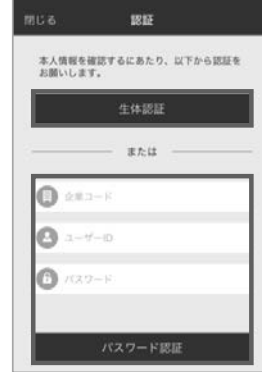 閉じる 認証
本人情報を確認するにあたり、以下から認証を
お願いします。
生体認証
または
企業コード
ユーザーID
パスワード
パスワード認証